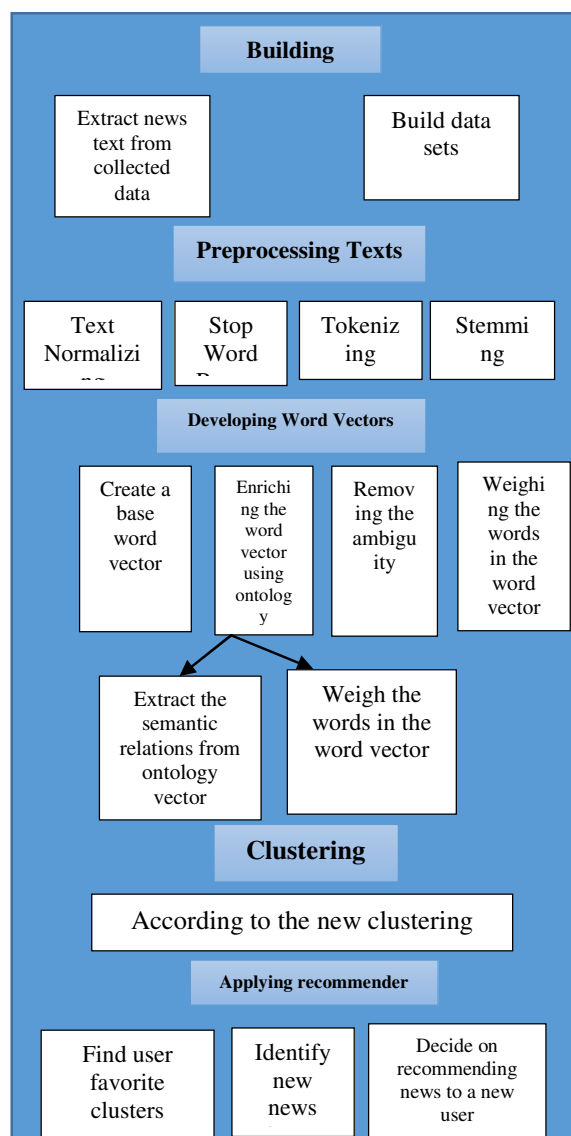 Building
Extract news
text from
collected
data
Build data
sets
Preprocessing Texts
Text
Normalizi
Stop
Word
Tokeniz
ing
Stemmi
ng
Developing Word Vectors
Create a
base
word
vector
Enrichi
ng the
word
vector
using
ontolog
y
Removi
ng the
ambigu
ity
Weighi
ng the
words
in the
word
vector
Extract the
semantic
relations from
ontology
vector
Weigh the
words in the
word vector
Clustering
According to the new clustering
Applying recommender
Find user
favorite
clusters
Identify
new
news
Decide on
recommending
news to a new
user